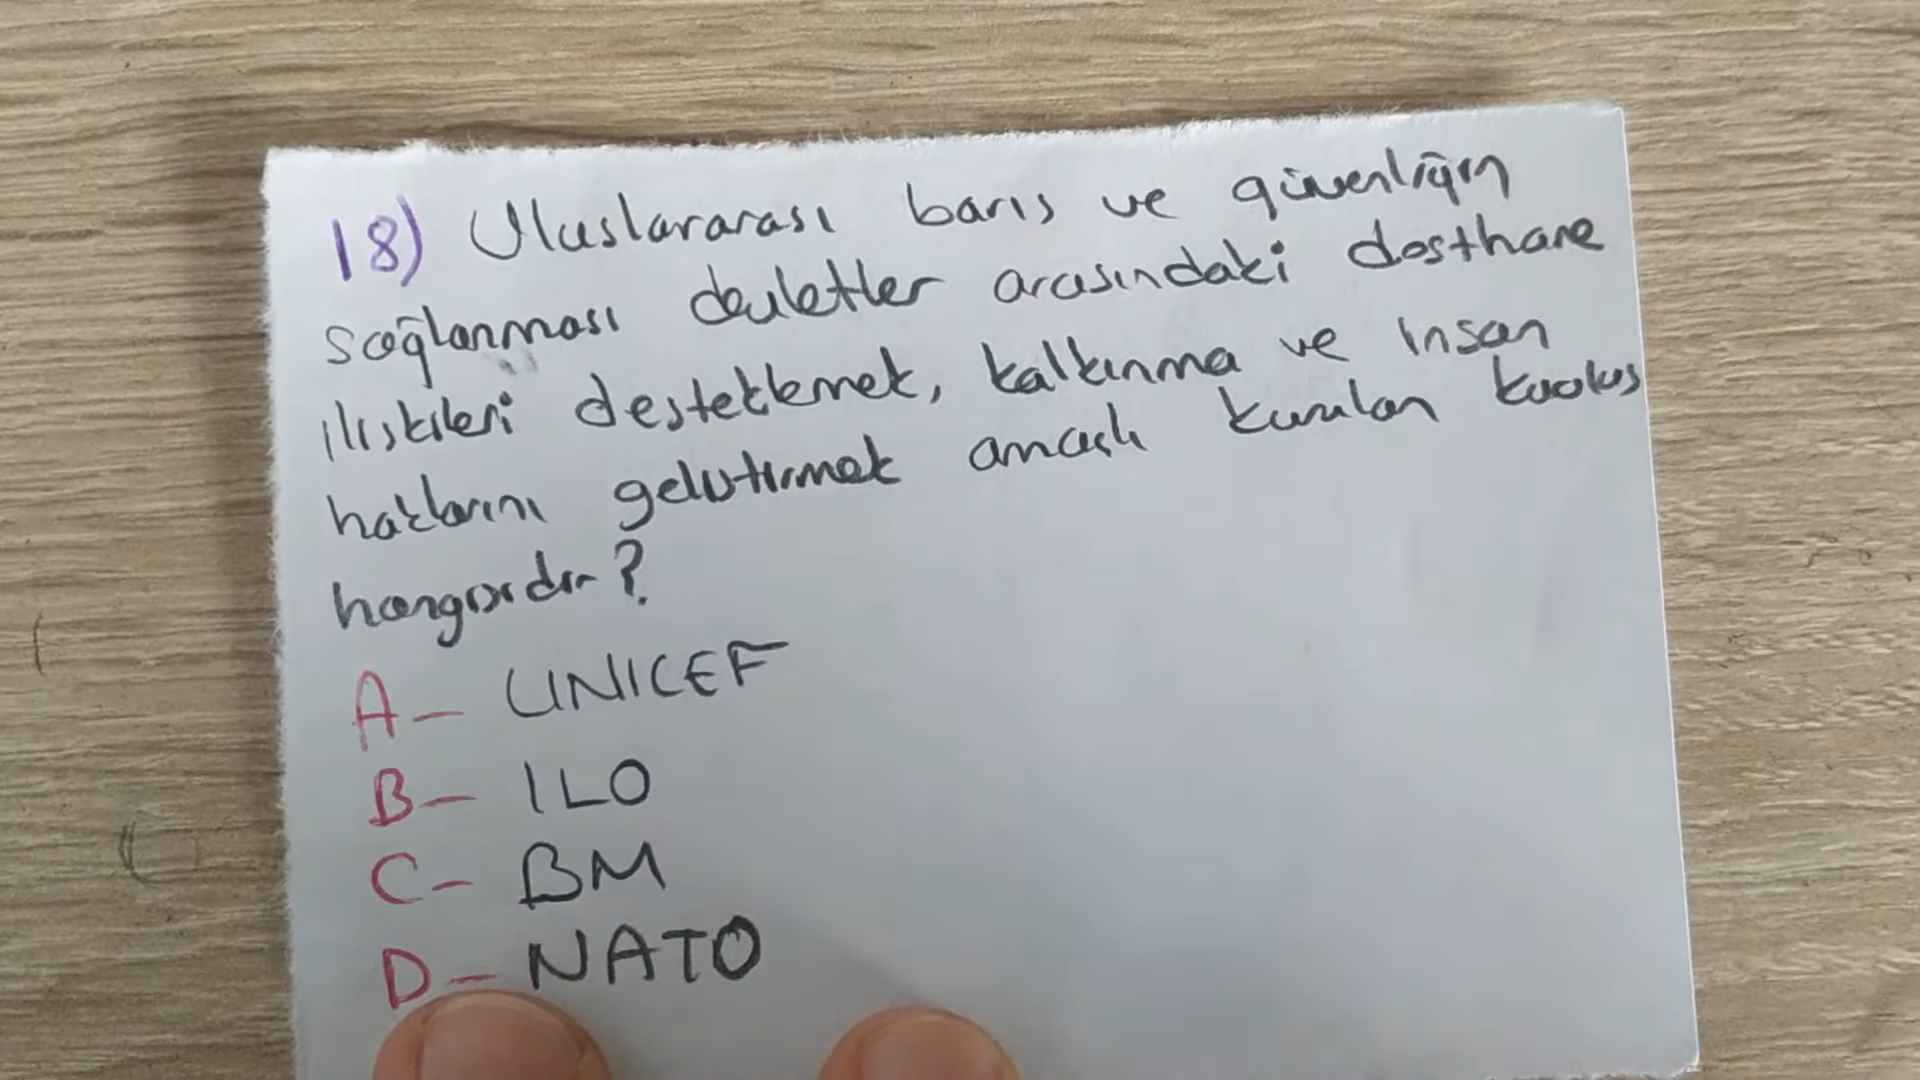 18) Uluslararası barıs ve güvenliğin
sağlanması devletler arasındaki dosthane
ilişkileri desteklemek, kalkınma ve insan
haklarını geliştirmek amaçlı kurulan kuruluş
hangisidir?
A- UNICEF
B- ILO
C- BM
D- NATO